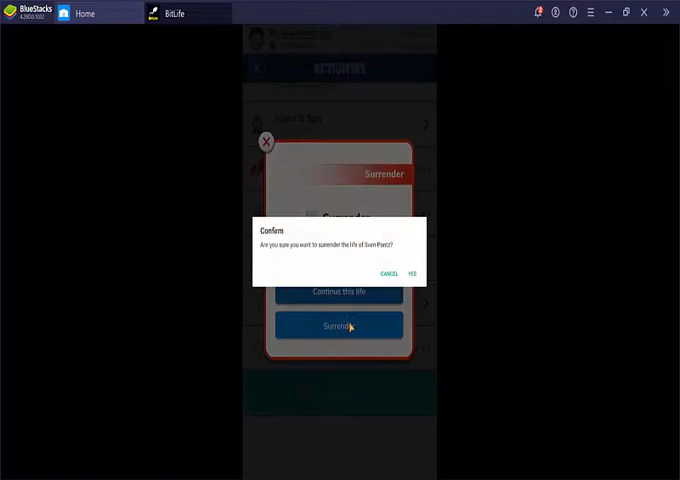 BlueStacks
Home
BitLife
ACTIVITIES
Surrender
Surrender
Confirm
Are you sure you want to surrender the life of Sven Pantz?
CANCEL YES
Continue this life
Surrender